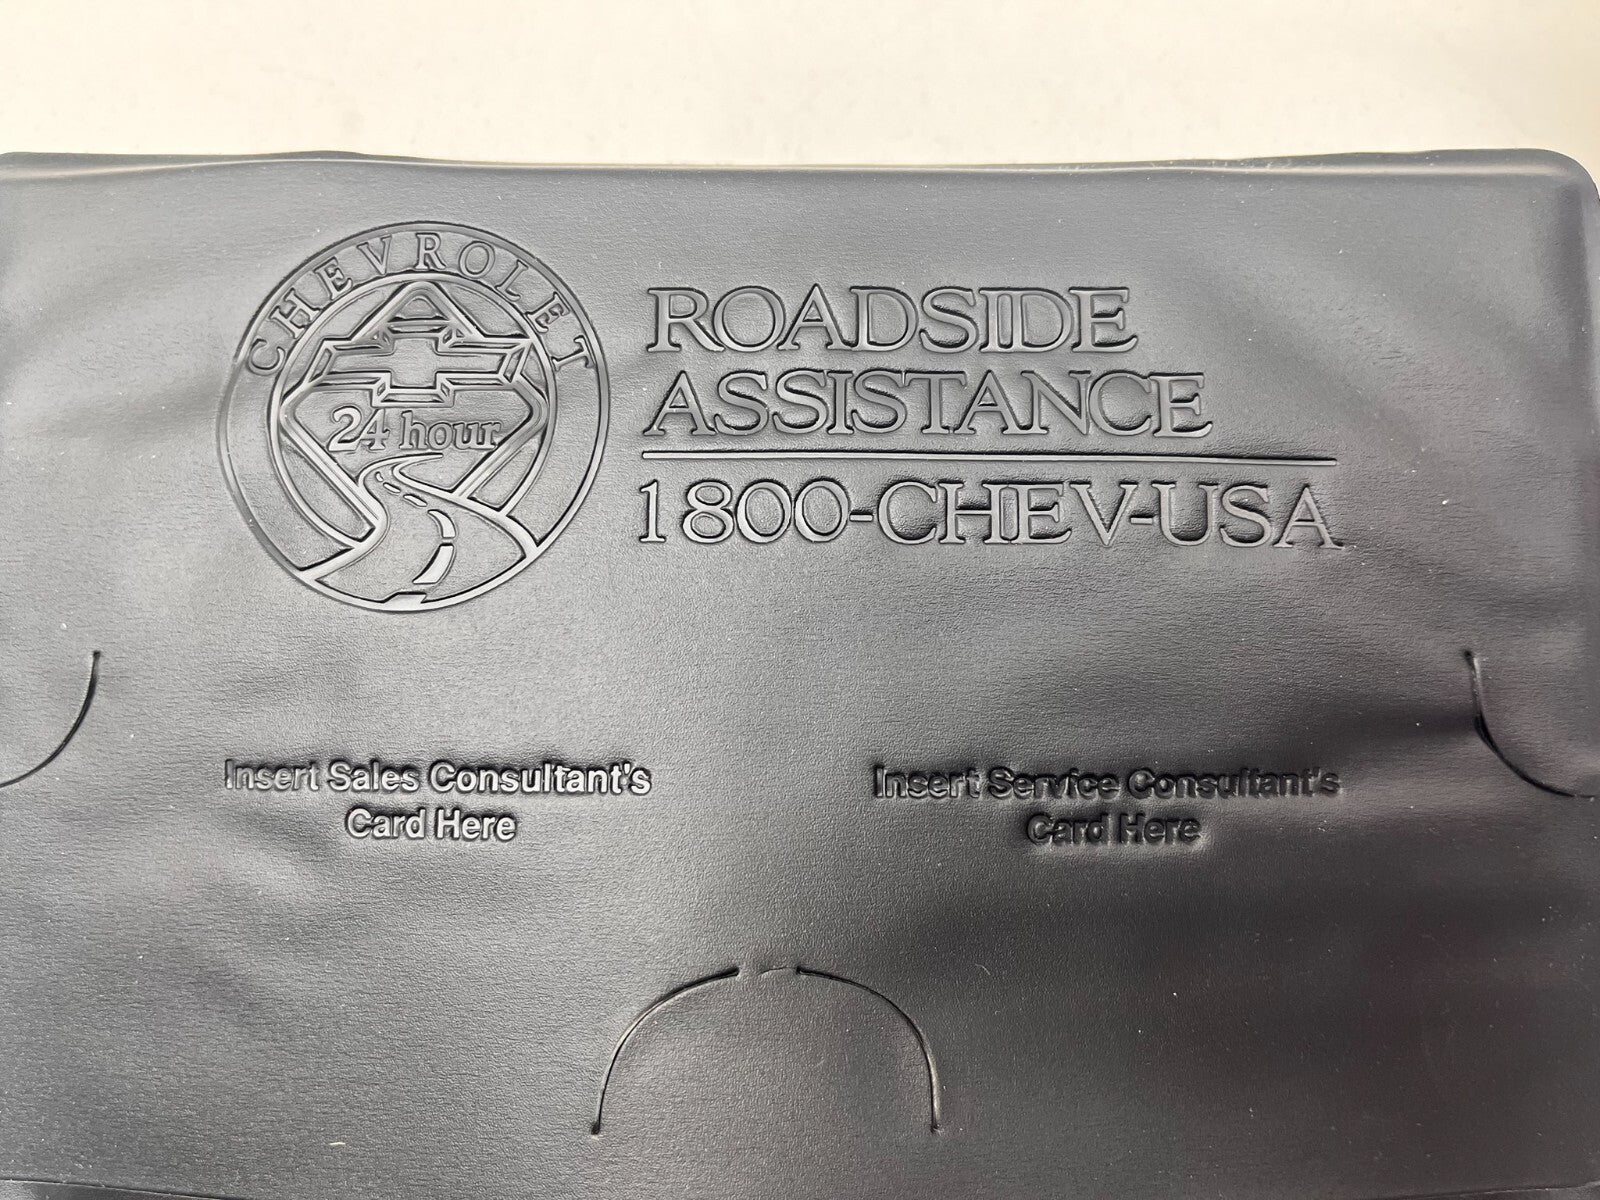 CHEVROLET
24 hour
ROADSIDE
ASSISTANCE
1800-CHEV-USA
Insert Sales Consultant's
Card Here
Insert Service Consultant's
Card Here